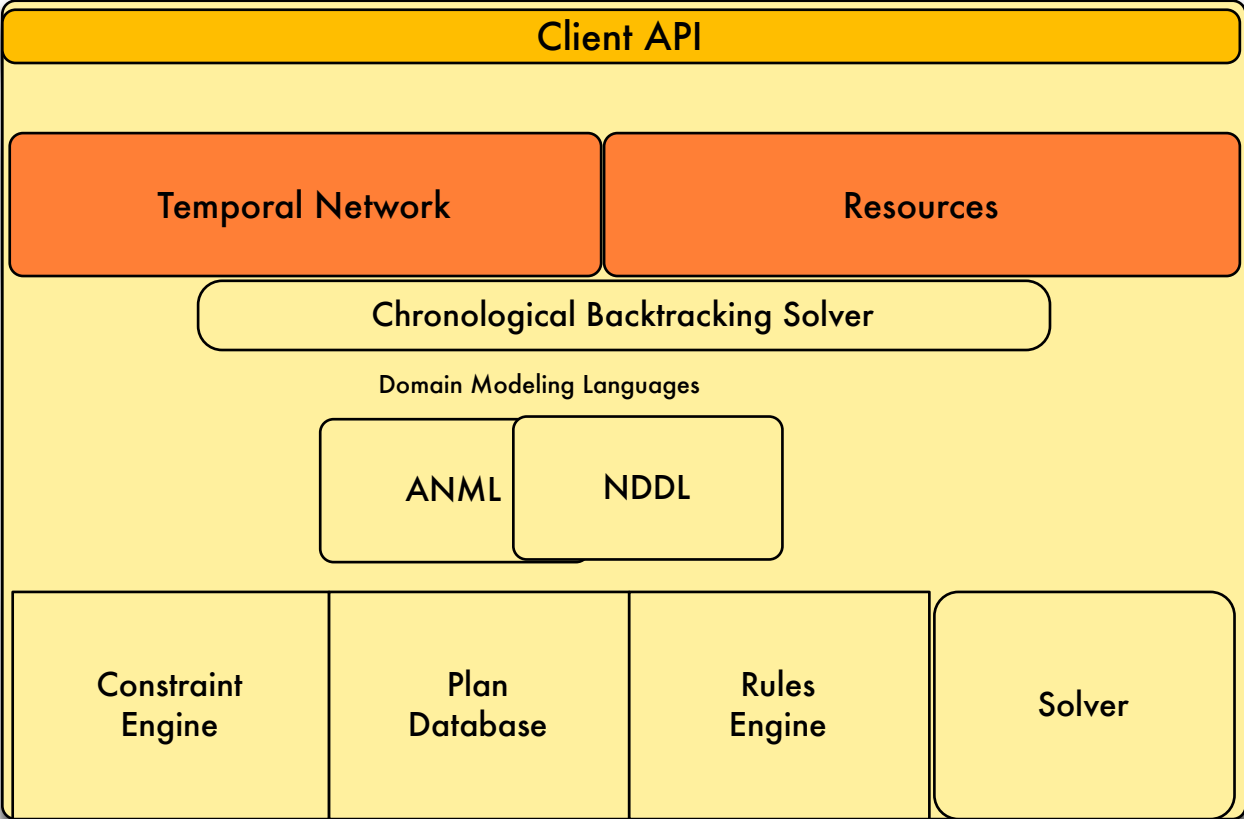 Client API
Temporal Network
Resources
Chronological Backtracking Solver
Domain Modeling Languages
ANML
NDDL
Constraint
Engine
Plan
Database
Rules
Engine
Solver